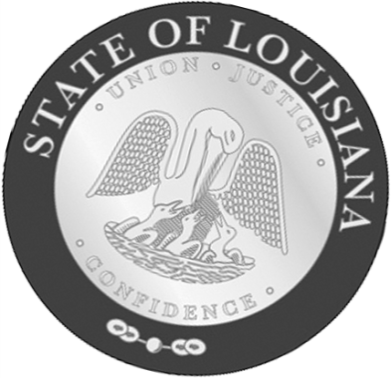 STATE OF LOUISIANA
UNION · JUSTICE
CONFIDENCE